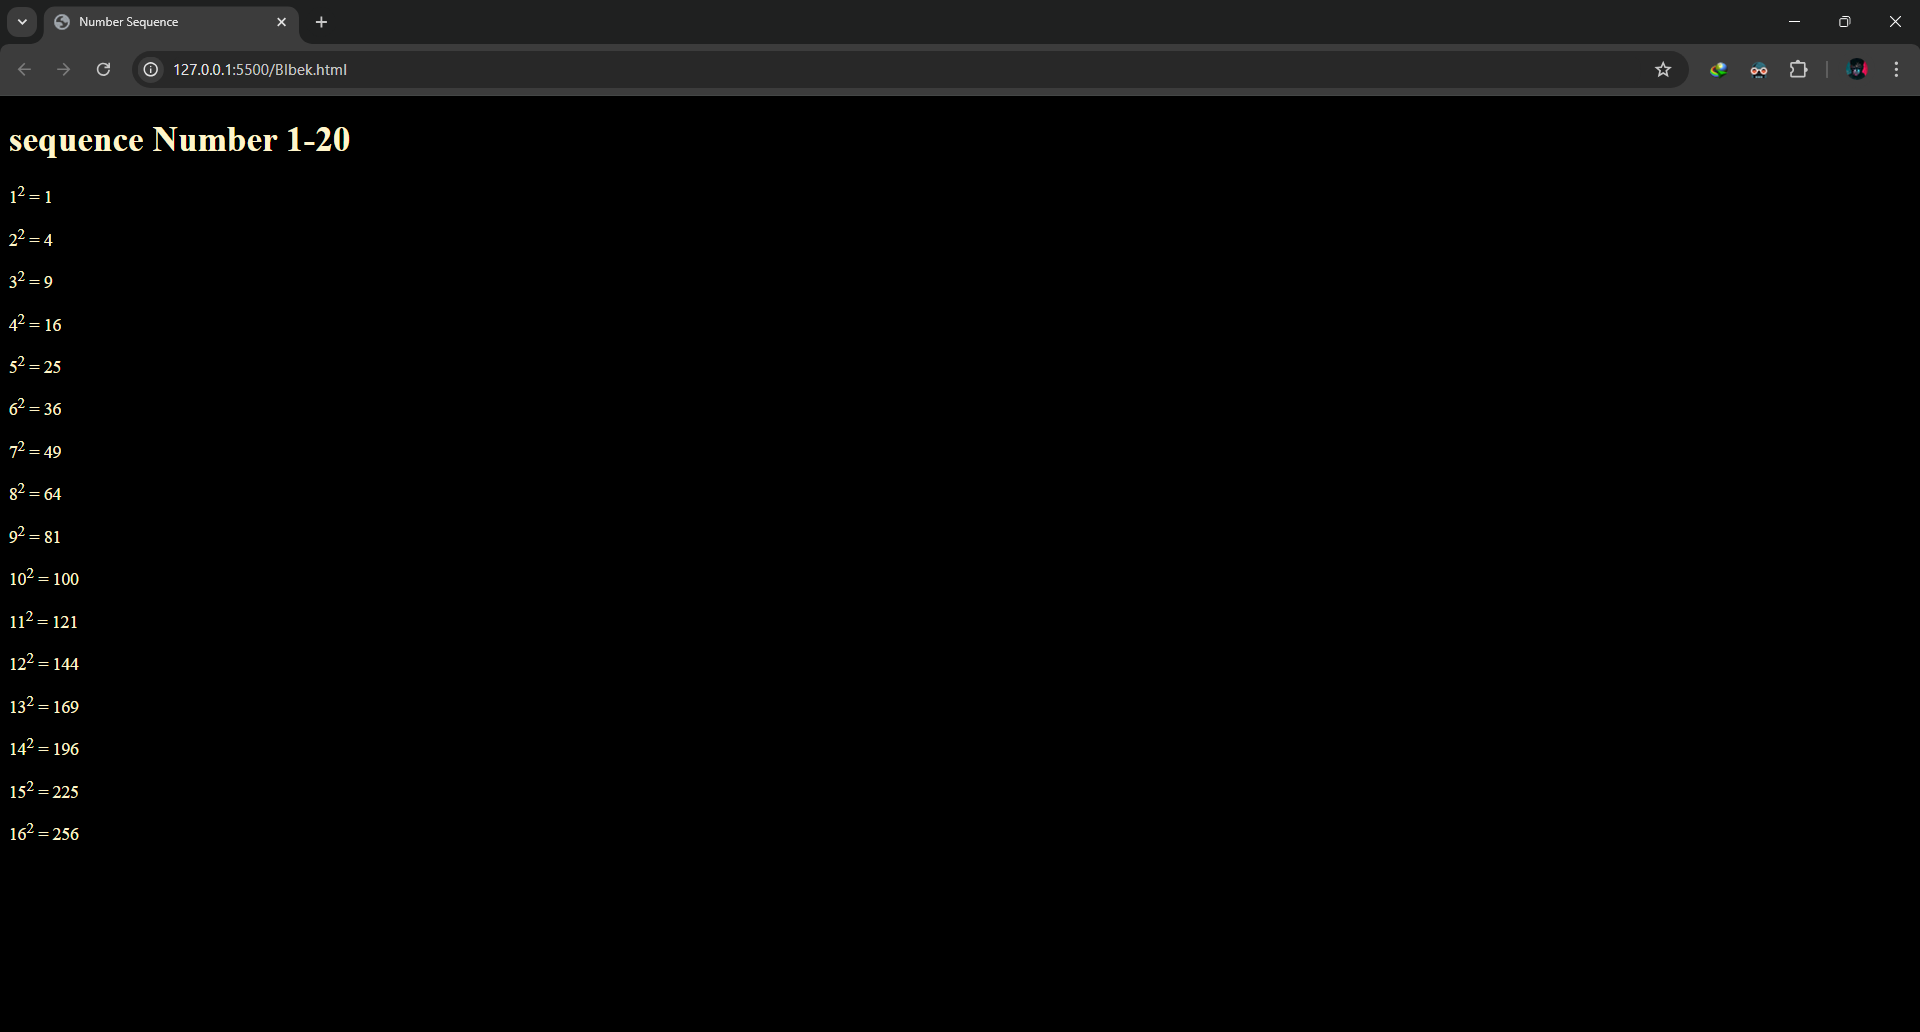 Number Sequence
127.0.0.1:5500/Blbek.html
sequence Number 1-20
1² = 1
2² = 4
3² = 9
4² = 16
5² = 25
6² = 36
7² = 49
8² = 64
9² = 81
10² = 100
11² = 121
12² = 144
13² = 169
14² = 196
15² = 225
16² = 256